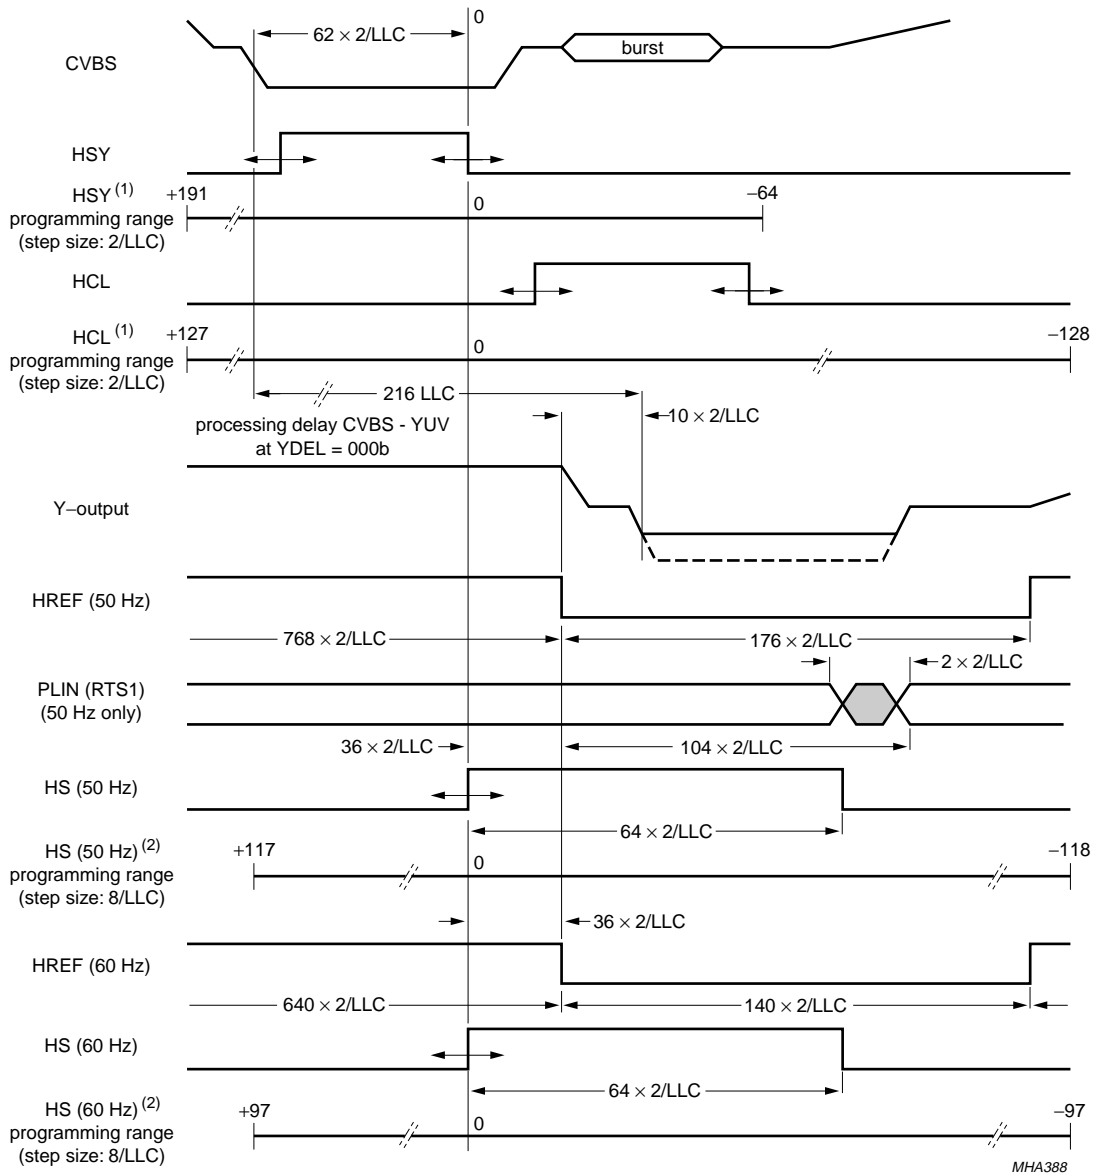 0
62 × 2/LLC
CVBS
burst
HSY
HSY (1)
programming range
(step size: 2/LLC)
+191
0
−64
HCL
HCL (1)
programming range
(step size: 2/LLC)
+127
0
−128
216 LLC
processing delay CVBS - YUV
at YDEL = 000b
10 × 2/LLC
Y−output
HREF (50 Hz)
768 × 2/LLC
176 × 2/LLC
2 × 2/LLC
PLIN (RTS1)
(50 Hz only)
36 × 2/LLC
104 × 2/LLC
HS (50 Hz)
64 × 2/LLC
HS (50 Hz) (2)
programming range
(step size: 8/LLC)
+117
0
−118
36 × 2/LLC
HREF (60 Hz)
640 × 2/LLC
140 × 2/LLC
HS (60 Hz)
64 × 2/LLC
HS (60 Hz) (2)
programming range
(step size: 8/LLC)
+97
0
−97
MHA388